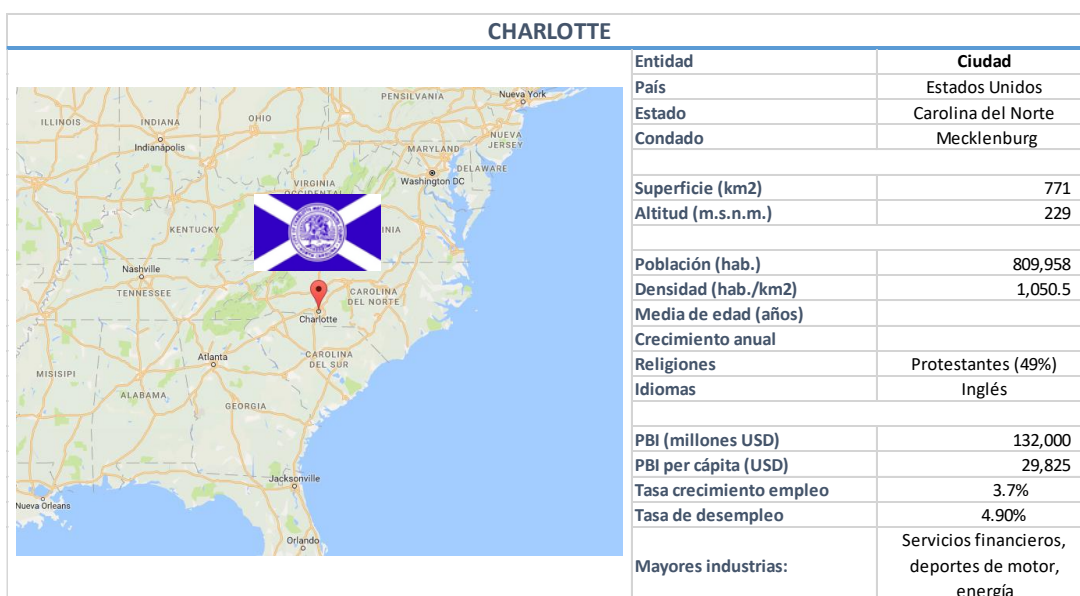 CHARLOTTE
Entidad Ciudad
País Estados Unidos
Estado Carolina del Norte
Condado Mecklenburg
Superficie (km2) 771
Altitud (m.s.n.m.) 229
Población (hab.) 809,958
Densidad (hab./km2) 1,050.5
Media de edad (años)
Crecimiento anual
Religiones Protestantes (49%)
Idiomas Inglés
PBI (millones USD) 132,000
PBI per cápita (USD) 29,825
Tasa crecimiento empleo 3.7%
Tasa de desempleo 4.90%
Mayores industrias: Servicios financieros,
deportes de motor,
energía
PENSILVANIA
Nueva York
ILLINOIS
INDIANA
OHIO
Indianápolis
NUEVA
JERSEY
MARYLAND
DELAWARE
Washington DC
VIRGINIA
OCCIDENTAL
KENTUCKY
INIA
Nashville
TENNESSEE
CAROLINA
DEL NORTE
Charlotte
Atlanta
CAROLINA
DEL SUR
MISISIPI
ALABAMA
GEORGIA
Jacksonville
Nueva Orleans
Orlando